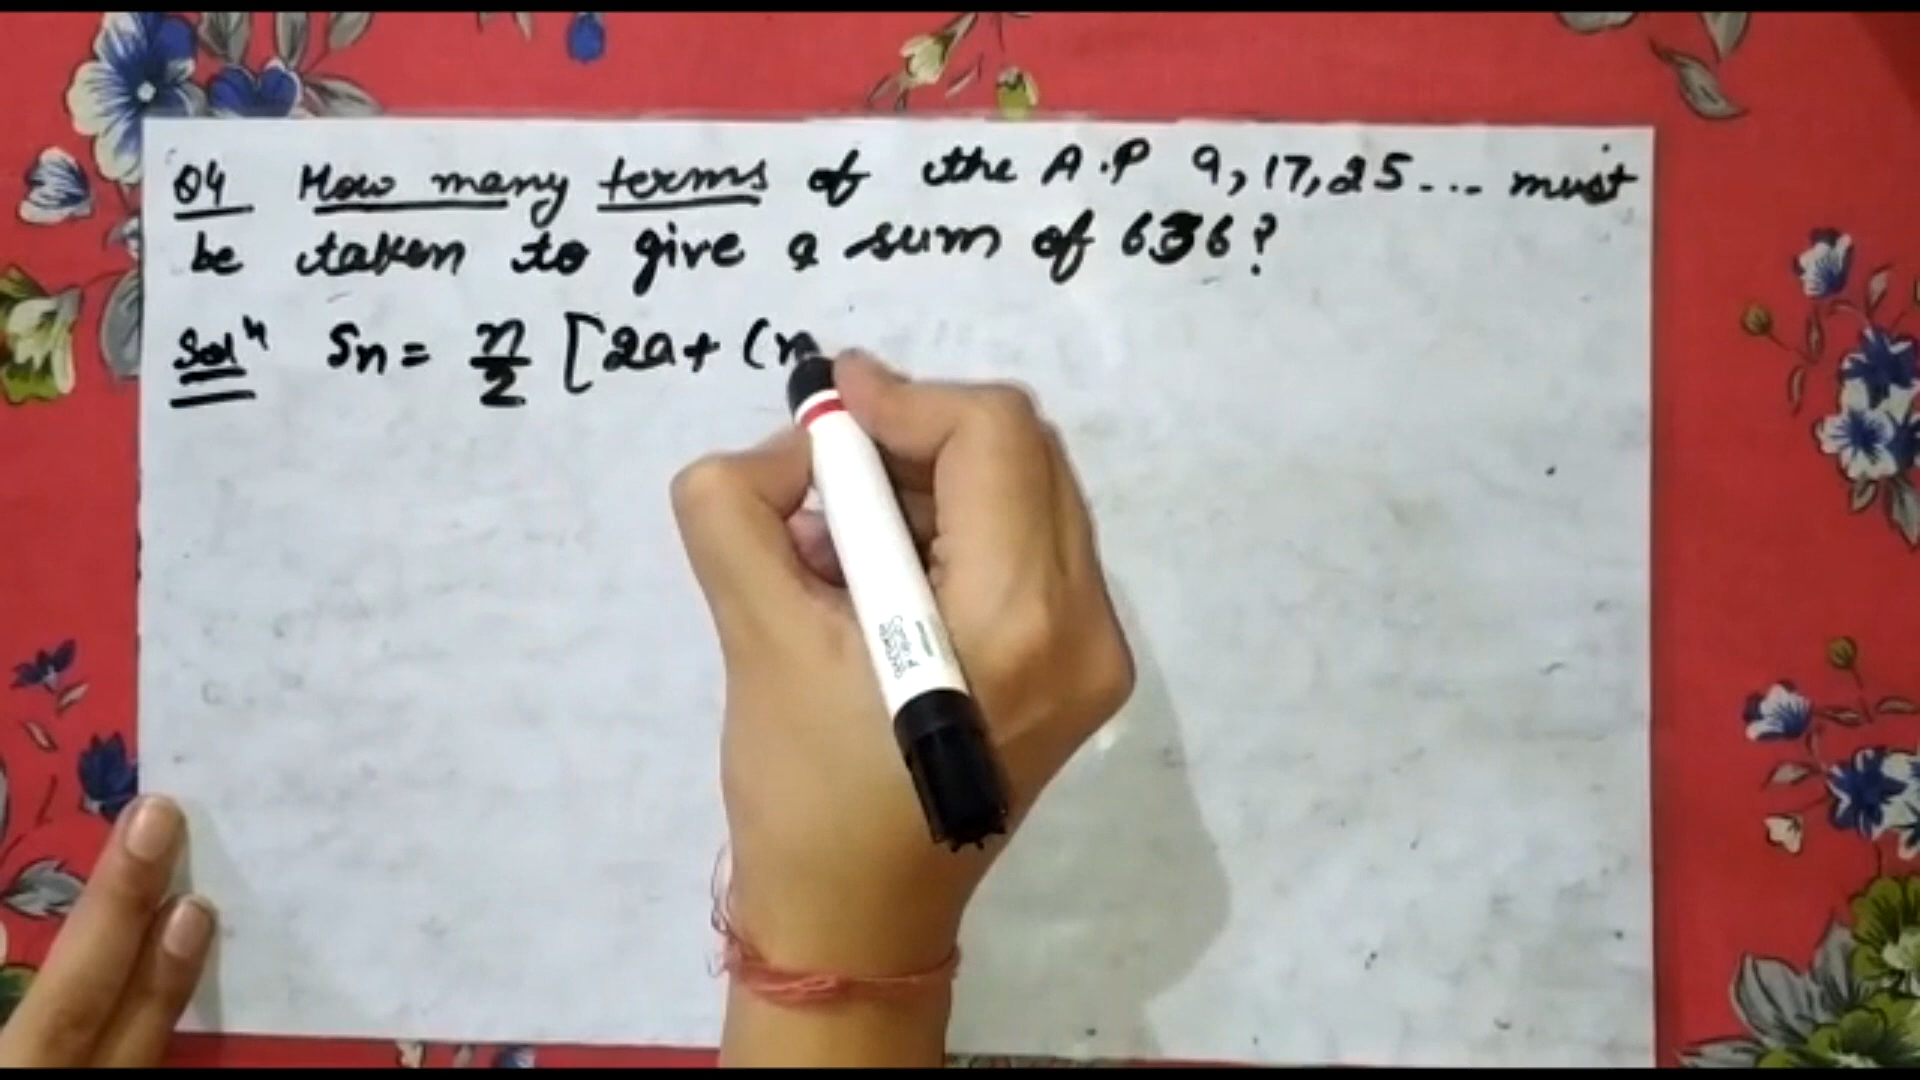 Q4 How many terms of the A.P 9, 17, 25... must
be taken to give a sum of 636?
Solⁿ Sn = n/2 [2a+ (n